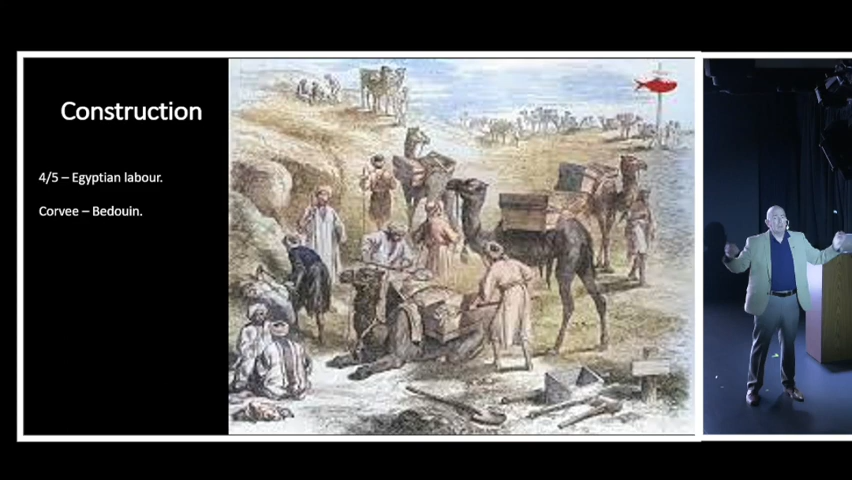 Construction
4/5 – Egyptian labour.
Corvee – Bedouin.